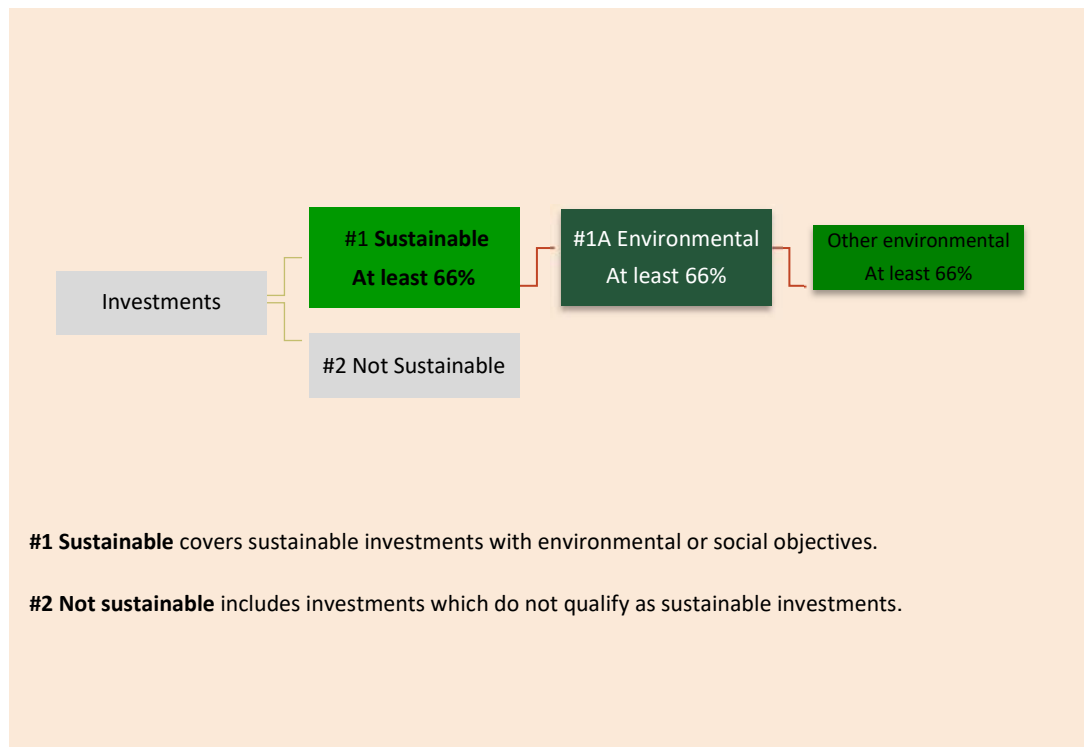 #1 Sustainable
At least 66%
#1A Environmental
At least 66%
Other environmental
At least 66%
Investments
#2 Not Sustainable
#1 Sustainable covers sustainable investments with environmental or social objectives.
#2 Not sustainable includes investments which do not qualify as sustainable investments.